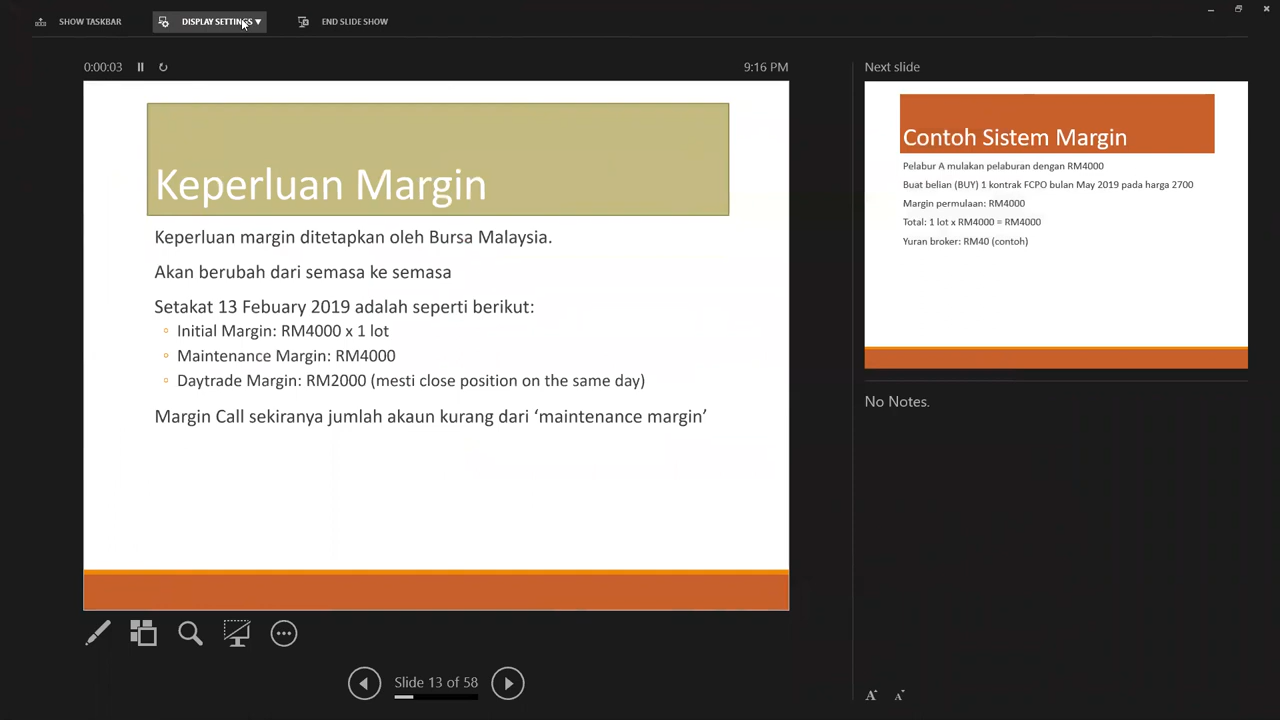 SHOW TASKBAR
DISPLAY SETTINGS ▼
END SLIDE SHOW
0:00:03
9:16 PM
Keperluan Margin
Keperluan margin ditetapkan oleh Bursa Malaysia.
Akan berubah dari semasa ke semasa
Setakat 13 Febuary 2019 adalah seperti berikut:
◦ Initial Margin: RM4000 x 1 lot
◦ Maintenance Margin: RM4000
◦ Daytrade Margin: RM2000 (mesti close position on the same day)
Margin Call sekiranya jumlah akaun kurang dari ‘maintenance margin’
Slide 13 of 58
Next slide
Contoh Sistem Margin
Pelabur A mulakan pelaburan dengan RM4000
Buat belian (BUY) 1 kontrak FCPO bulan May 2019 pada harga 2700
Margin permulaan: RM4000
Total: 1 lot x RM4000 = RM4000
Yuran broker: RM40 (contoh)
No Notes.
A A